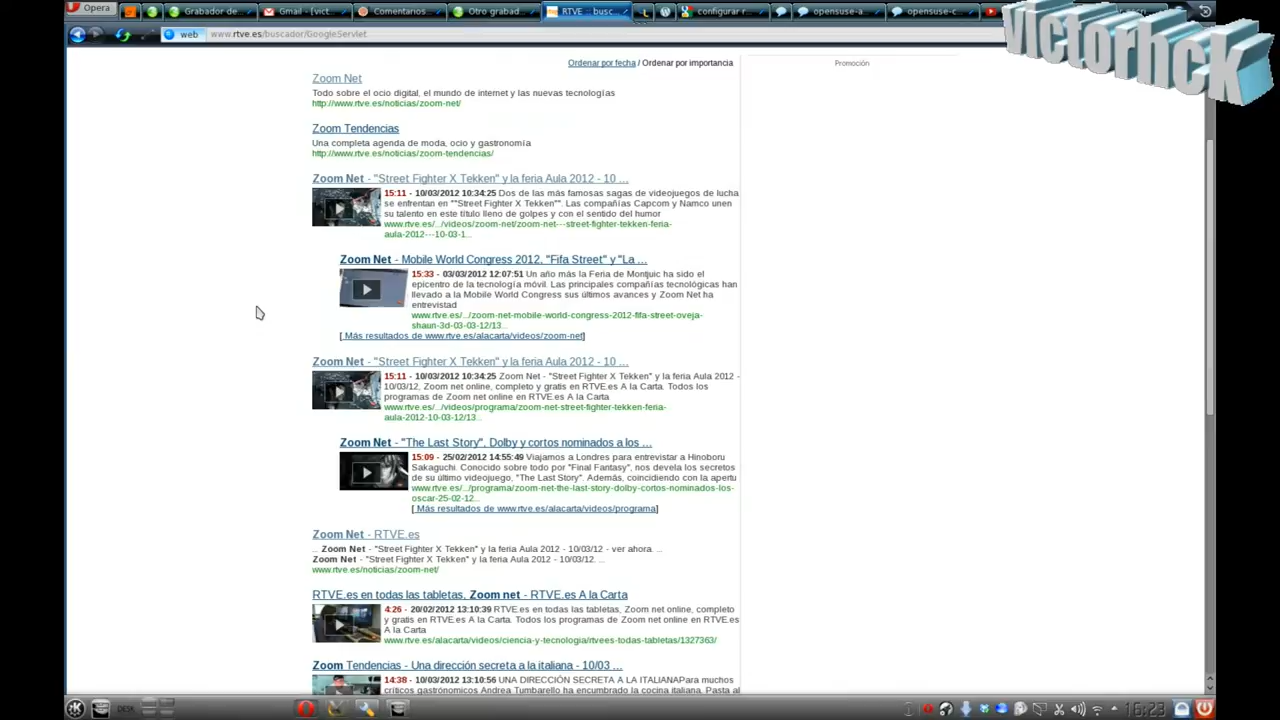 Opera
Grabador de...
Gmail - [vict
Comentarios
Otro grabad
RTVE :: busc
configurar r
opensuse-a
opensuse-c
victorhck
web
www.rtve.es/buscador/GoogleServlet
Ordenar por fecha / Ordenar por importancia
Promoción
Zoom Net
Todo sobre el ocio digital, el mundo de internet y las nuevas tecnologías
http://www.rtve.es/noticias/zoom-net/
Zoom Tendencias
Una completa agenda de moda, ocio y gastronomía
http://www.rtve.es/noticias/zoom-tendencias/
Zoom Net - "Street Fighter X Tekken" y la feria Aula 2012 - 10 ...
15:11 - 10/03/2012 10:34:25 Dos de las más famosas sagas de videojuegos de lucha
se enfrentan en ""Street Fighter X Tekken"". Las compañías Capcom y Namco unen
su talento en este título lleno de golpes y con el sentido del humor
www.rtve.es/../videos/zoom-net/zoom-net---street-fighter-tekken-feria-
aula-2012---10-03-1...
Zoom Net - Mobile World Congress 2012, "Fifa Street" y "La ...
15:33 - 03/03/2012 12:07:51 Un año más la Feria de Montjuic ha sido el
epicentro de la tecnología móvil. Las principales compañías tecnológicas han
llevado a la Mobile World Congress sus últimos avances y Zoom Net ha
entrevistad
www.rtve.es/../zoom-net-mobile-world-congress-2012-fifa-street-oveja-
shaun-3d-03-03-12/13...
[ Más resultados de www.rtve.es/alacarta/videos/zoom-net]
Zoom Net - "Street Fighter X Tekken" y la feria Aula 2012 - 10 ...
15:11 - 10/03/2012 10:34:25 Zoom Net - "Street Fighter X Tekken" y la feria Aula 2012 -
10/03/12, Zoom net online, completo y gratis en RTVE.es A la Carta. Todos los
programas de Zoom net online en RTVE.es A la Carta
www.rtve.es/../videos/programa/zoom-net-street-fighter-tekken-feria-
aula-2012-10-03-12/13...
Zoom Net - "The Last Story", Dolby y cortos nominados a los ...
15:09 - 25/02/2012 14:55:49 Viajamos a Londres para entrevistar a Hinoboru
Sakaguchi. Conocido sobre todo por "Final Fantasy", nos devela los secretos
de su último videojuego, "The Last Story". Además, coincidiendo con la apertu
www.rtve.es/../programa/zoom-net-the-last-story-dolby-cortos-nominados-los-
oscar-25-02-12...
[ Más resultados de www.rtve.es/alacarta/videos/programa]
Zoom Net - RTVE.es
... Zoom Net - "Street Fighter X Tekken" y la feria Aula 2012 - 10/03/12 - ver ahora. ...
Zoom Net - "Street Fighter X Tekken" y la feria Aula 2012 - 10/03/12. ...
www.rtve.es/noticias/zoom-net/
RTVE.es en todas las tabletas, Zoom net - RTVE.es A la Carta
4:26 - 20/02/2012 13:10:39 RTVE.es en todas las tabletas, Zoom net online, completo
y gratis en RTVE.es A la Carta. Todos los programas de Zoom net online en RTVE.es
A la Carta
www.rtve.es/alacarta/videos/ciencia-y-tecnologia/rtvees-todas-tabletas/1327363/
Zoom Tendencias - Una dirección secreta a la italiana - 10/03 ...
14:38 - 10/03/2012 13:10:56 UNA DIRECCIÓN SECRETA A LA ITALIANAPara muchos
críticos gastrónomicos Andrea Tumbarello ha encumbrado la cocina italiana. Pasta al
DESK
16:23